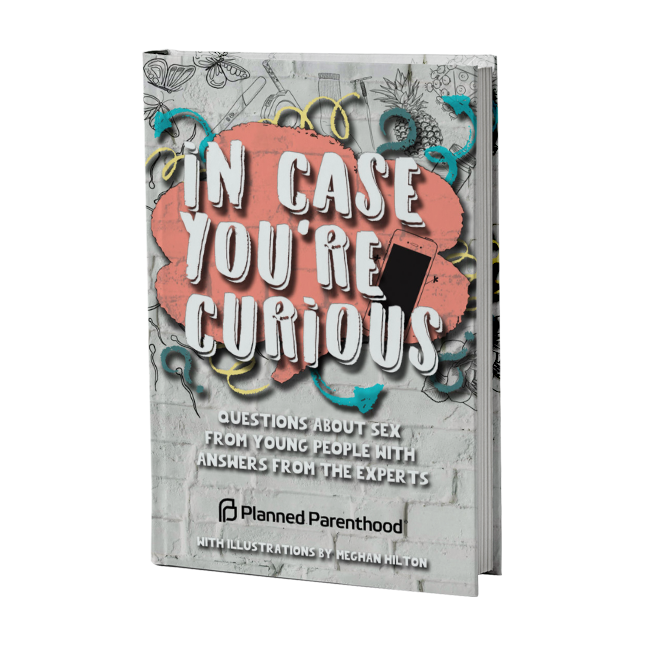 IN CASE
YOU'RE
CURIOUS
QUESTIONS ABOUT SEX
FROM YOUNG PEOPLE WITH
ANSWERS FROM THE EXPERTS
Planned Parenthood
WITH ILLUSTRATIONS BY MEGHAN HILTON